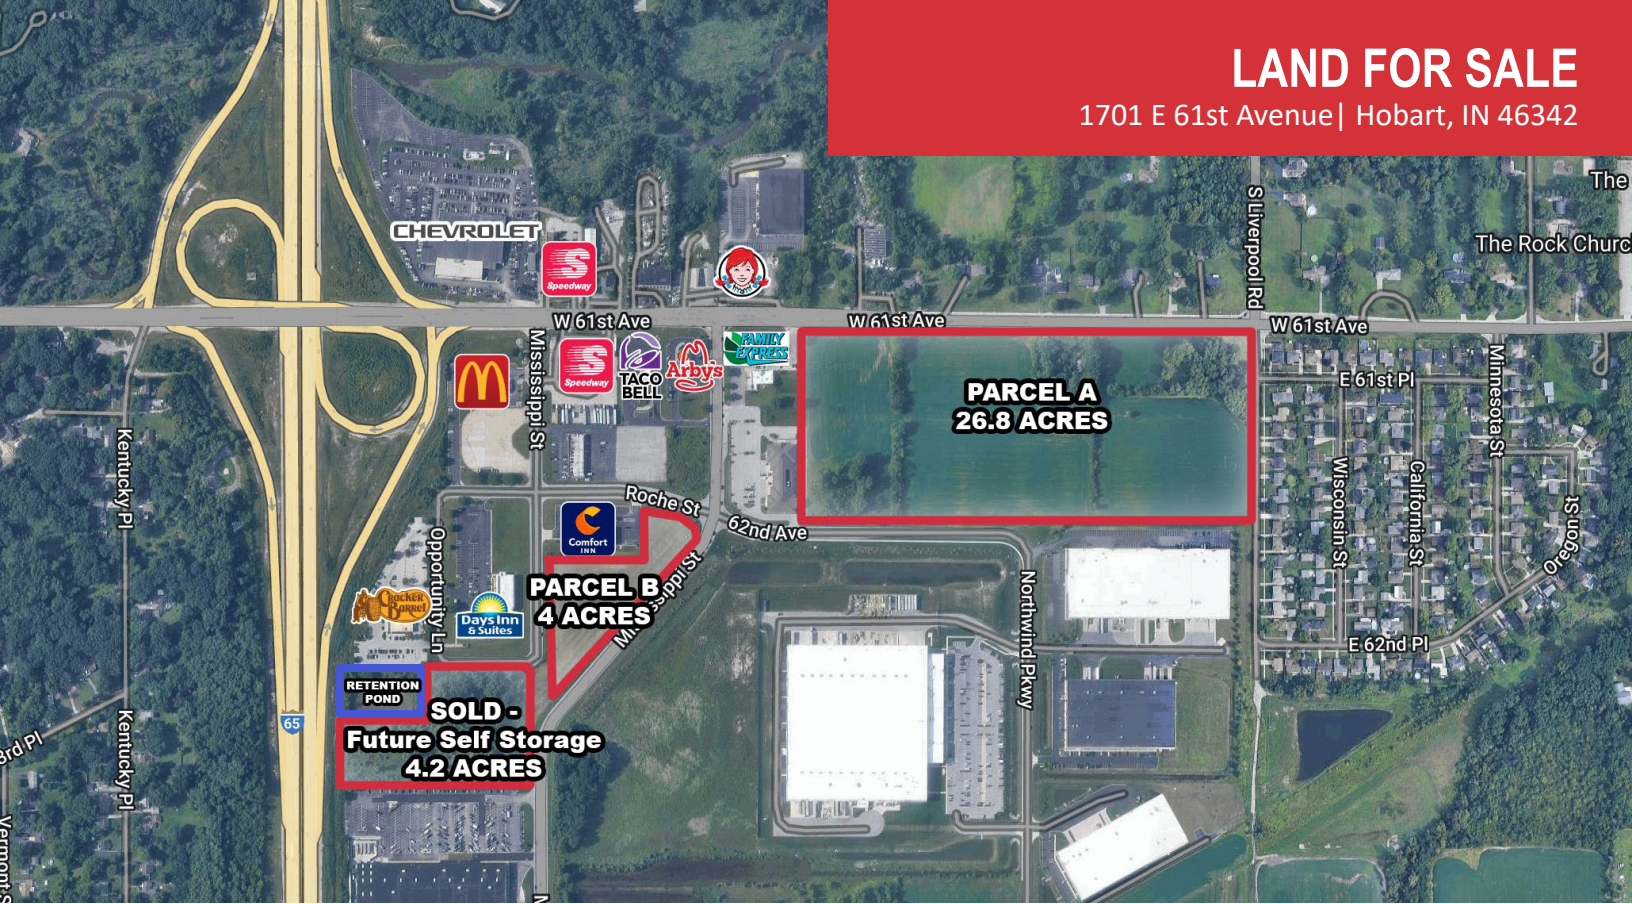 LAND FOR SALE
1701 E 61st Avenue| Hobart, IN 46342
The
The Rock Churc
S Liverpool Rd
CHEVROLET
Speedway
W 61st Ave
W 61st Ave
W 61st Ave
Mississippi St
Speedway
TACO
BELL
Arby's
FAMILY
EXPRESS
PARCEL A
26.8 ACRES
E 61st Pl
Minnesota St
Kentucky Pl
Wisconsin St
California St
Oregon St
Roche St
62nd Ave
Comfort
INN
Opportunity Ln
PARCEL B
4 ACRES
Mississippi St
Cracker
Barrel
Days Inn
& Suites
Northwind Pkwy
E 62nd Pl
RETENTION
POND
SOLD -
Future Self Storage
4.2 ACRES
65
3rd Pl
Kentucky Pl
Vermont S